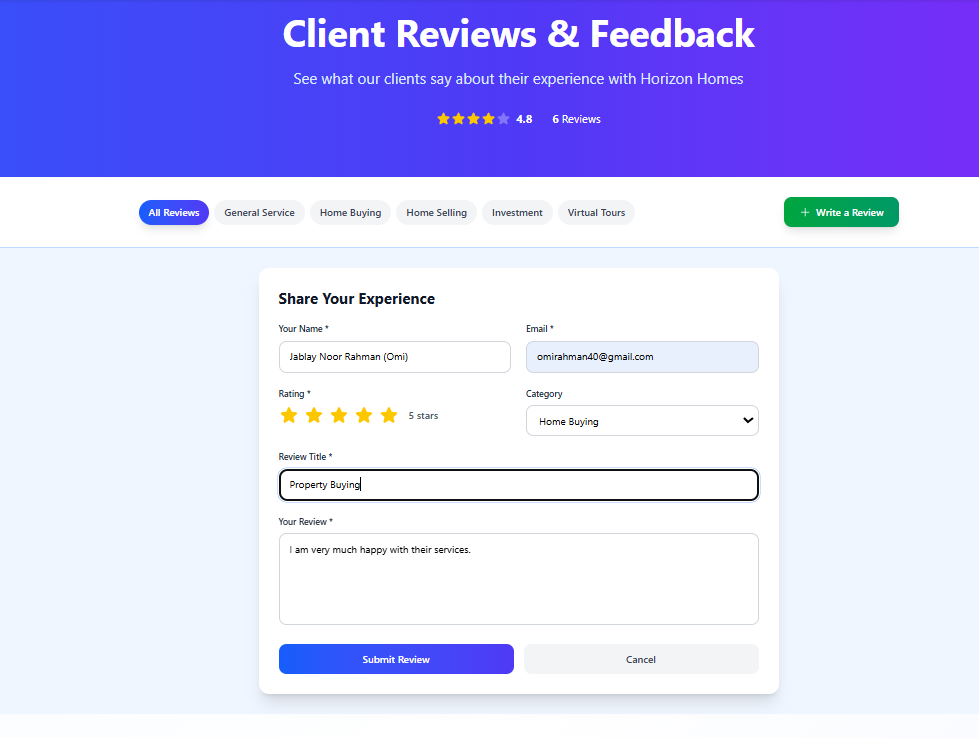 Client Reviews & Feedback
See what our clients say about their experience with Horizon Homes
4.8 6 Reviews
All Reviews General Service Home Buying Home Selling Investment Virtual Tours + Write a Review
Share Your Experience
Your Name * Email *
Jablay Noor Rahman (Omi) omirahman40@gmail.com
Rating * Category
5 stars Home Buying
Review Title *
Property Buying
Your Review *
I am very much happy with their services.
Submit Review Cancel